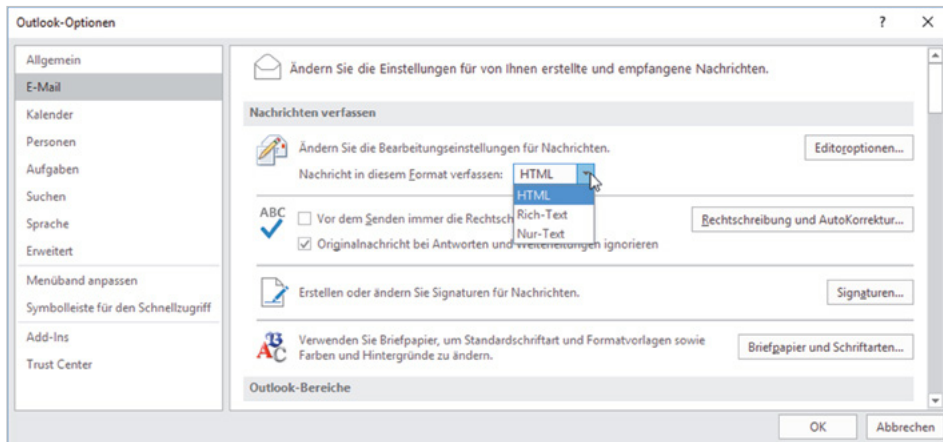 Outlook-Optionen
?
Allgemein
E-Mail
Kalender
Personen
Aufgaben
Suchen
Sprache
Erweitert
Menüband anpassen
Symbolleiste für den Schnellzugriff
Add-Ins
Trust Center
Ändern Sie die Einstellungen für von Ihnen erstellte und empfangene Nachrichten.
Nachrichten verfassen
Ändern Sie die Bearbeitungseinstellungen für Nachrichten.
Editoroptionen...
Nachricht in diesem Format verfassen: HTML
HTML
Rich-Text
Nur-Text
ABC
Vor dem Senden immer die Rechtsch
Rechtschreibung und AutoKorrektur...
Originalnachricht bei Antworten und Weiterleitungen ignorieren
Erstellen oder ändern Sie Signaturen für Nachrichten.
Signaturen...
Verwenden Sie Briefpapier, um Standardschriftart und Formatvorlagen sowie
Farben und Hintergründe zu ändern.
Briefpapier und Schriftarten...
Outlook-Bereiche
OK
Abbrechen